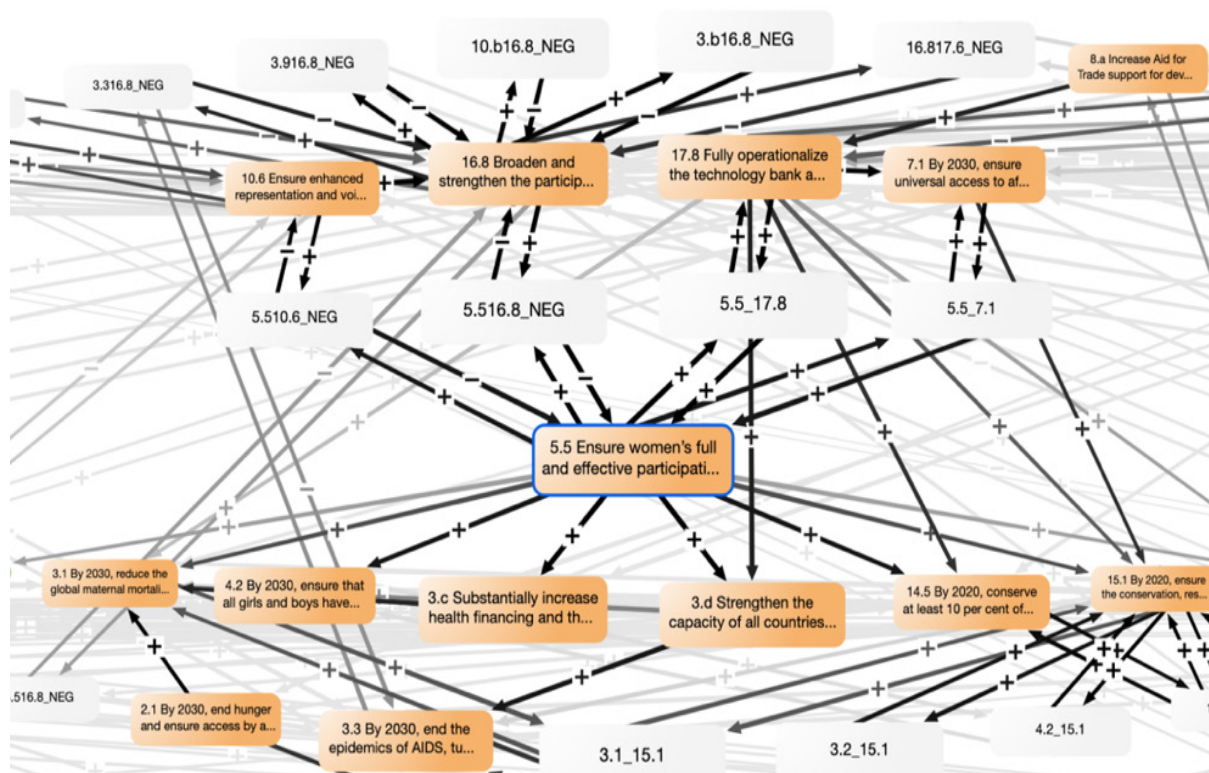 10.b16.8_NEG
3.b16.8_NEG
16.817.6_NEG
3.916.8_NEG
3.316.8_NEG
8.a Increase Aid for
Trade support for dev...
16.8 Broaden and
strengthen the particip...
17.8 Fully operationalize
the technology bank a...
7.1 By 2030, ensure
universal access to af...
10.6 Ensure enhanced
representation and voi...
5.510.6_NEG
5.516.8_NEG
5.5_17.8
5.5_7.1
5.5 Ensure women's full
and effective participati...
3.1 By 2030, reduce the
global maternal mortali...
4.2 By 2030, ensure that
all girls and boys have...
3.c Substantially increase
health financing and th...
3.d Strengthen the
capacity of all countries...
14.5 By 2020, conserve
at least 10 per cent of...
15.1 By 2020, ensure
the conservation, res...
.516.8_NEG
2.1 By 2030, end hunger
and ensure access by a...
3.3 By 2030, end the
epidemics of AIDS, tu...
3.1_15.1
3.2_15.1
4.2_15.1